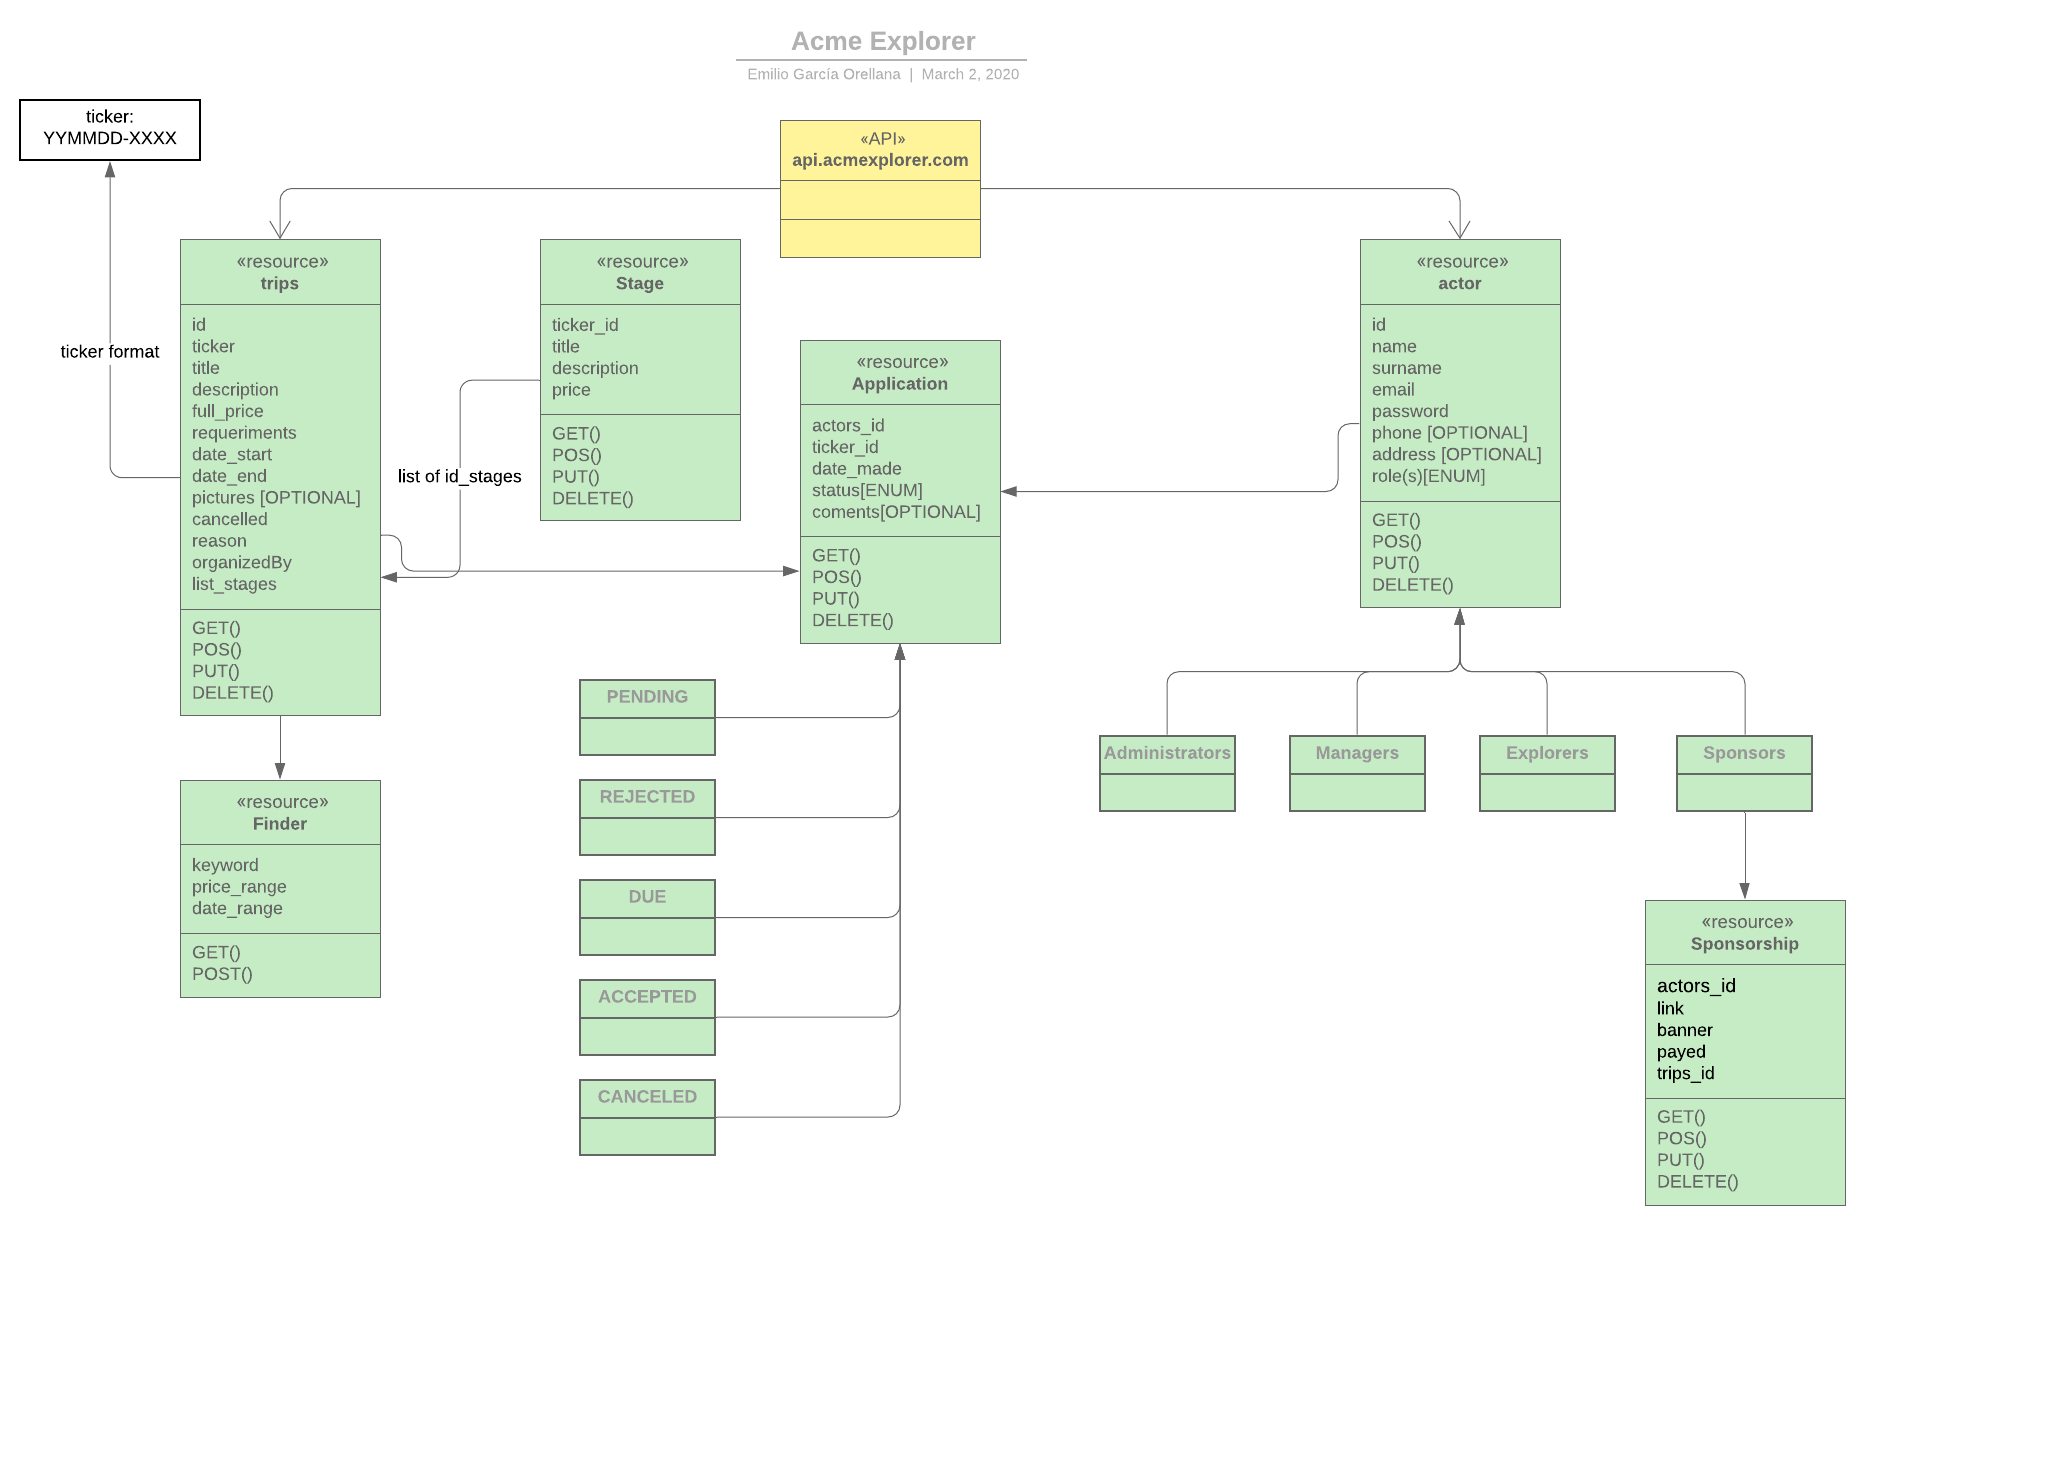 Acme Explorer
Emilio García Orellana | March 2, 2020
ticker:
YYMMDD-XXXX
ticker format
«API»
api.acmexplorer.com
«resource»
trips
id
ticker
title
description
full_price
requeriments
date_start
date_end
pictures [OPTIONAL]
cancelled
reason
organizedBy
list_stages
GET()
POS()
PUT()
DELETE()
list of id_stages
«resource»
Stage
ticker_id
title
description
price
GET()
POS()
PUT()
DELETE()
«resource»
Application
actors_id
ticker_id
date_made
status[ENUM]
coments[OPTIONAL]
GET()
POS()
PUT()
DELETE()
«resource»
actor
id
name
surname
email
password
phone [OPTIONAL]
address [OPTIONAL]
role(s)[ENUM]
GET()
POS()
PUT()
DELETE()
«resource»
Finder
keyword
price_range
date_range
GET()
POST()
PENDING
REJECTED
DUE
ACCEPTED
CANCELED
Administrators
Managers
Explorers
Sponsors
«resource»
Sponsorship
actors_id
link
banner
payed
trips_id
GET()
POS()
PUT()
DELETE()